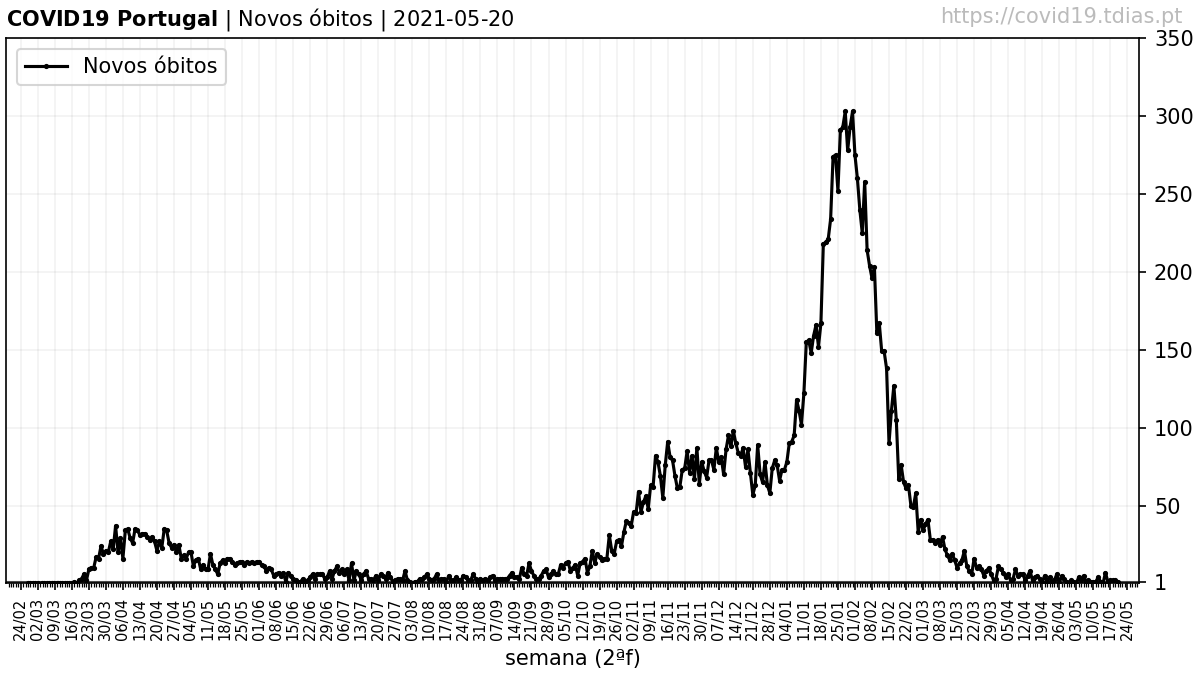 COVID19 Portugal | Novos óbitos | 2021-05-20
https://covid19.tdias.pt
Novos óbitos
350
300
250
200
150
100
50
1
24/02 02/03 09/03 16/03 23/03 30/03 06/04 13/04 20/04 27/04 04/05 11/05 18/05 25/05 01/06 08/06 15/06 22/06 29/06 06/07 13/07 20/07 27/07 03/08 10/08 17/08 24/08 31/08 07/09 14/09 21/09 28/09 05/10 12/10 19/10 26/10 02/11 09/11 16/11 23/11 30/11 07/12 14/12 21/12 28/12 04/01 11/01 18/01 25/01 01/02 08/02 15/02 22/02 01/03 08/03 15/03 22/03 29/03 05/04 12/04 19/04 26/04 03/05 10/05 17/05 24/05
semana (2ªf)